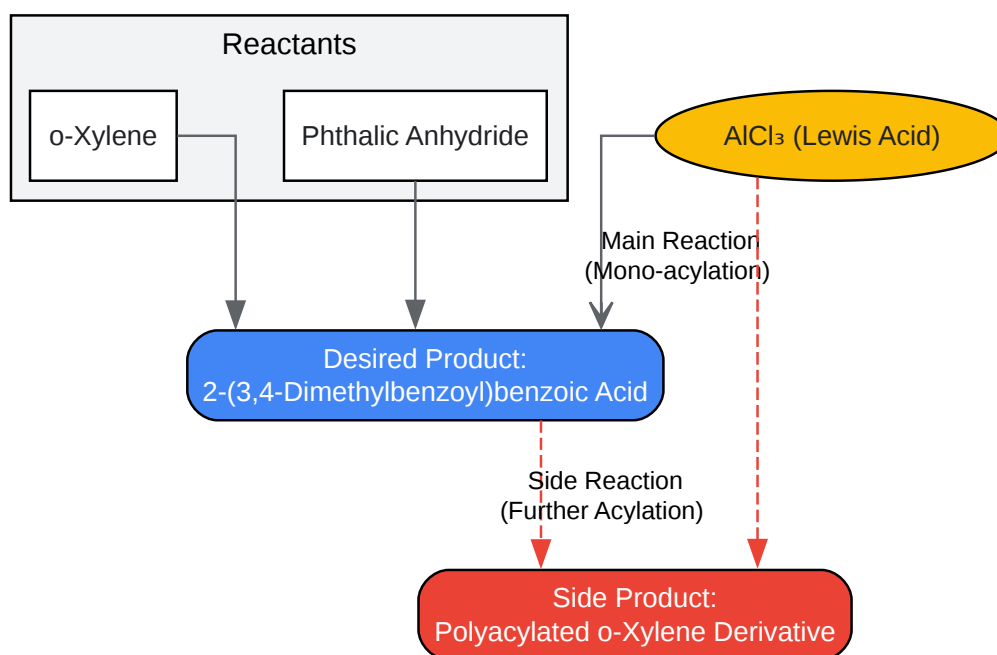 Reactants
o-Xylene
Phthalic Anhydride
AlCl₃ (Lewis Acid)
Main Reaction
(Mono-acylation)
Desired Product:
2-(3,4-Dimethylbenzoyl)benzoic Acid
Side Reaction
(Further Acylation)
Side Product:
Polyacylated o-Xylene Derivative